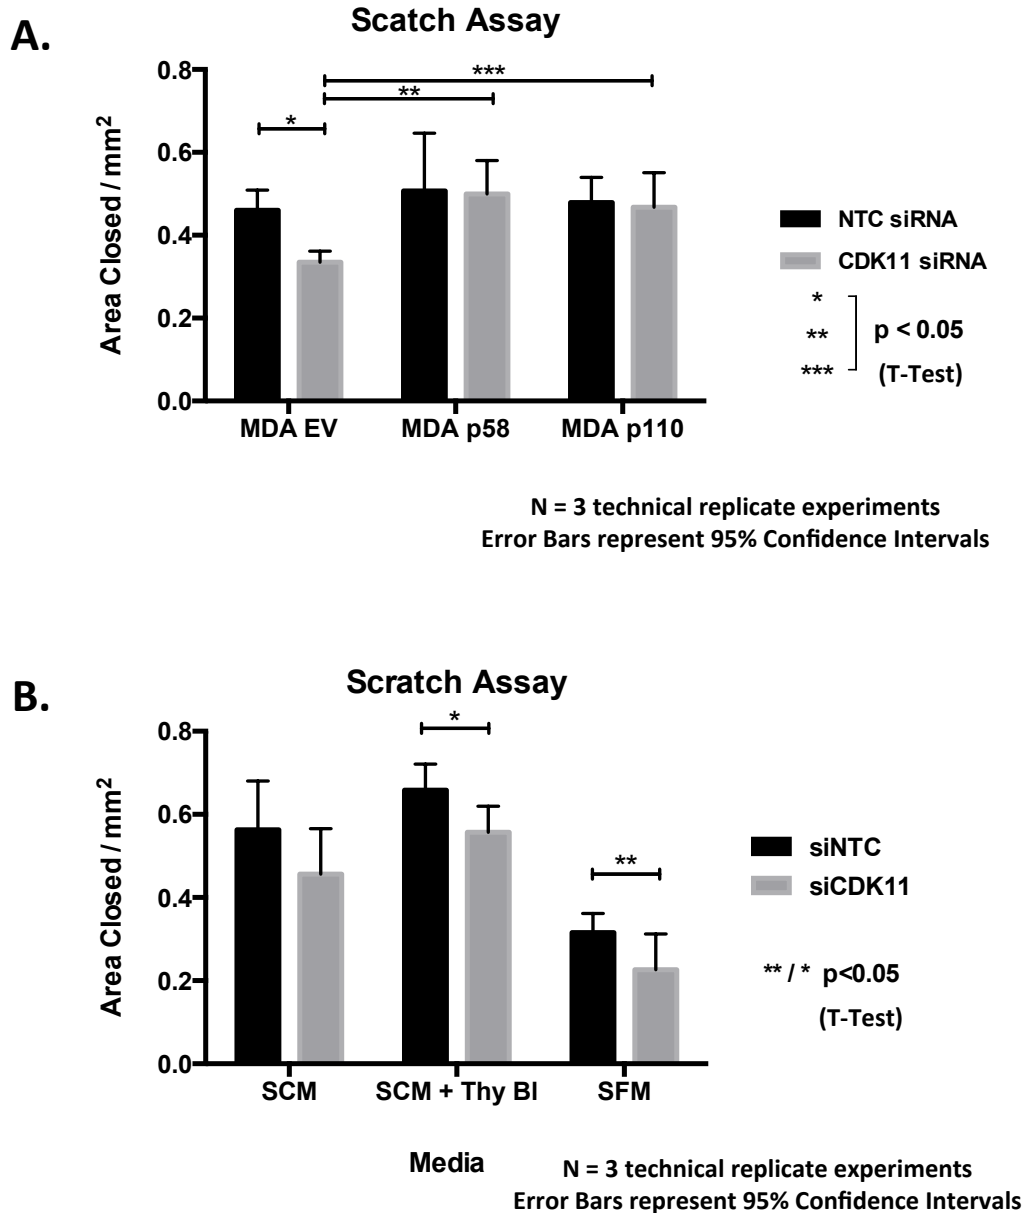 A.
Scatch Assay
Area Closed / mm²
0.8
0.6
0.4
0.2
0.0
*
**
***
MDA EV
MDA p58
MDA p110
NTC siRNA
CDK11 siRNA
*
**
***
p < 0.05
(T-Test)
N = 3 technical replicate experiments
Error Bars represent 95% Confidence Intervals
B.
Scratch Assay
Area Closed / mm²
0.8
0.6
0.4
0.2
0.0
*
**
SCM
SCM + Thy Bl
SFM
Media
siNTC
siCDK11
** / * p<0.05
(T-Test)
N = 3 technical replicate experiments
Error Bars represent 95% Confidence Intervals